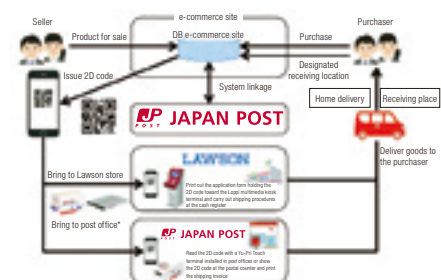 Seller
e-commerce site
Purchaser
Product for sale
DB e-commerce site
Purchase
Designated
receiving location
Issue 2D code
System linkage
Home delivery
Receiving place
JP
POST
JAPAN POST
LAWSON
Deliver goods to
the purchaser
Bring to Lawson store
Print out the application form holding the
2D code toward the Loppi multimedia kiosk
terminal and carry out shipping procedures
at the cash register
Bring to post office*
JP
POST
JAPAN POST
Read the 2D code with a Yu-Pri Touch
terminal installed in post offices or show
the 2D code at the postal counter and print
the shipping invoice